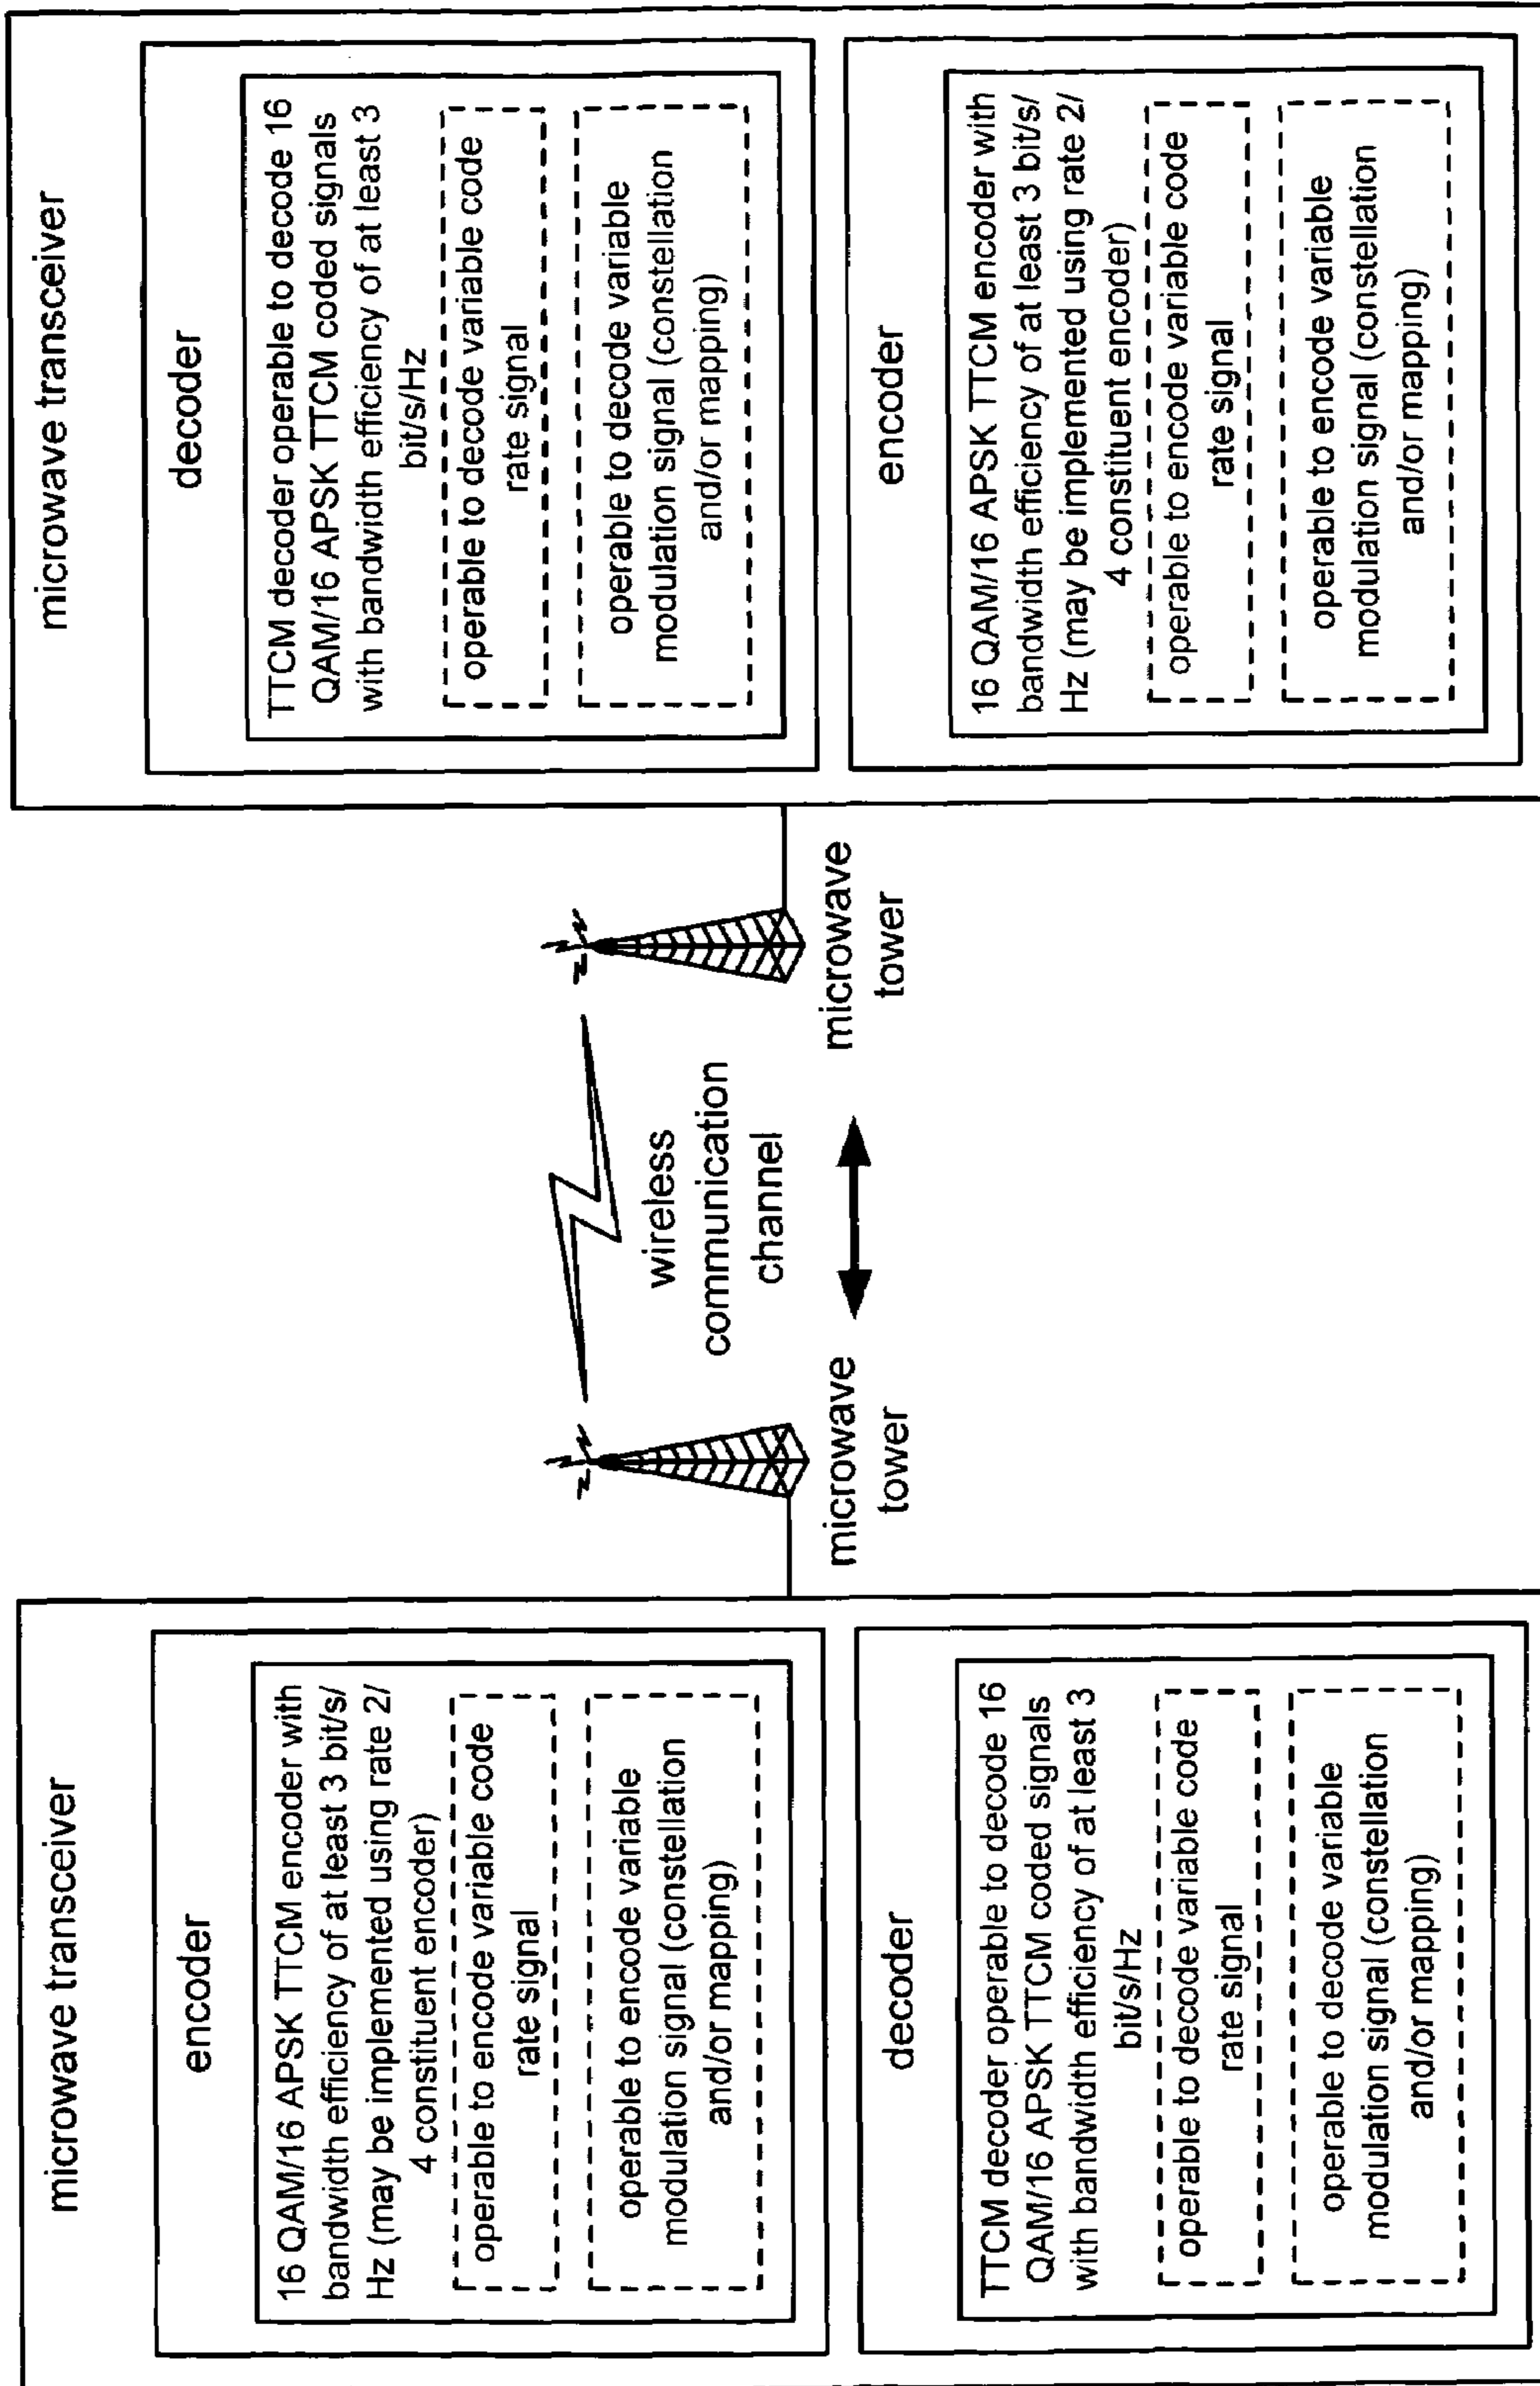 microwave transceiver
encoder
16 QAM/16 APSK TTCM encoder with
bandwidth efficiency of at least 3 bit/s/
Hz (may be implemented using rate 2/
4 constituent encoder)
operable to encode variable code
rate signal
operable to encode variable
modulation signal (constellation
and/or mapping)
decoder
TTCM decoder operable to decode 16
QAM/16 APSK TTCM coded signals
with bandwidth efficiency of at least 3
bit/s/Hz
operable to decode variable code
rate signal
operable to decode variable
modulation signal (constellation
and/or mapping)
microwave
tower
wireless
communication
channel
microwave
tower
microwave transceiver
decoder
TTCM decoder operable to decode 16
QAM/16 APSK TTCM coded signals
with bandwidth efficiency of at least 3
bit/s/Hz
operable to decode variable code
rate signal
operable to decode variable
modulation signal (constellation
and/or mapping)
encoder
16 QAM/16 APSK TTCM encoder with
bandwidth efficiency of at least 3 bit/s/
Hz (may be implemented using rate 2/
4 constituent encoder)
operable to encode variable code
rate signal
operable to encode variable
modulation signal (constellation
and/or mapping)